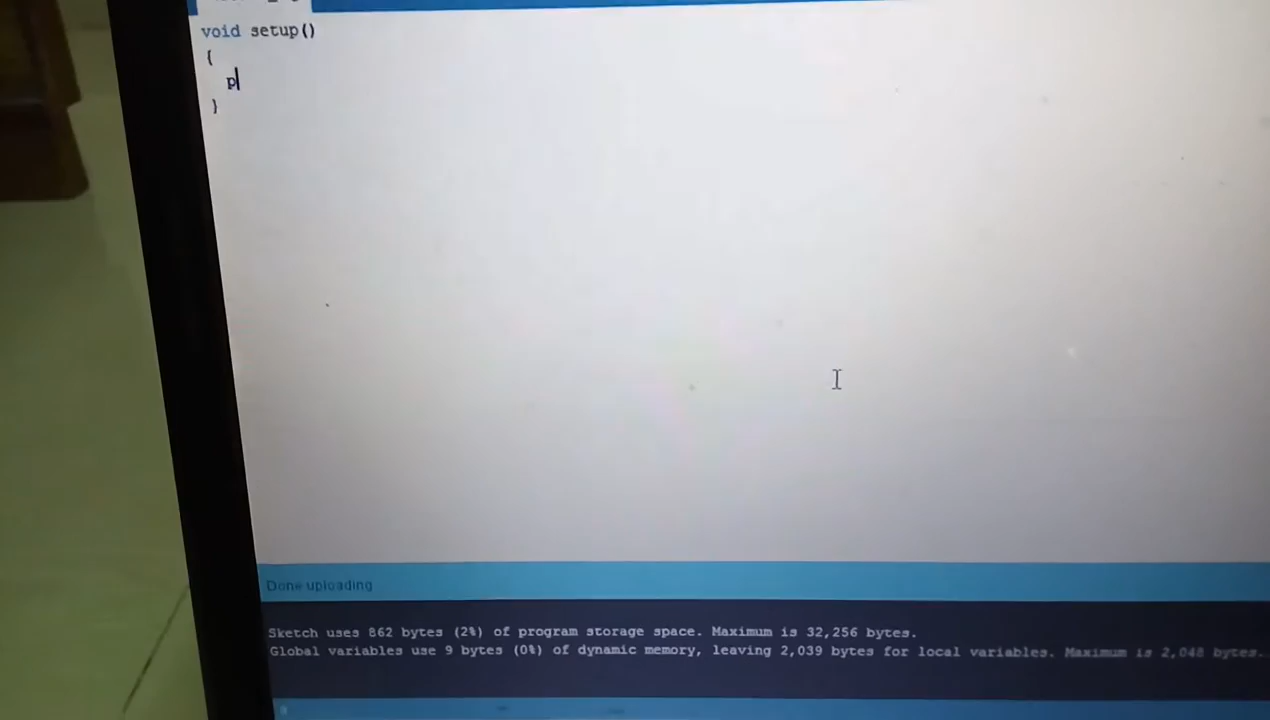 void setup()
{
p
}
Done uploading
Sketch uses 862 bytes (2%) of program storage space. Maximum is 32,256 bytes.
Global variables use 9 bytes (0%) of dynamic memory, leaving 2,039 bytes for local variables. Maximum is 2,048 bytes.